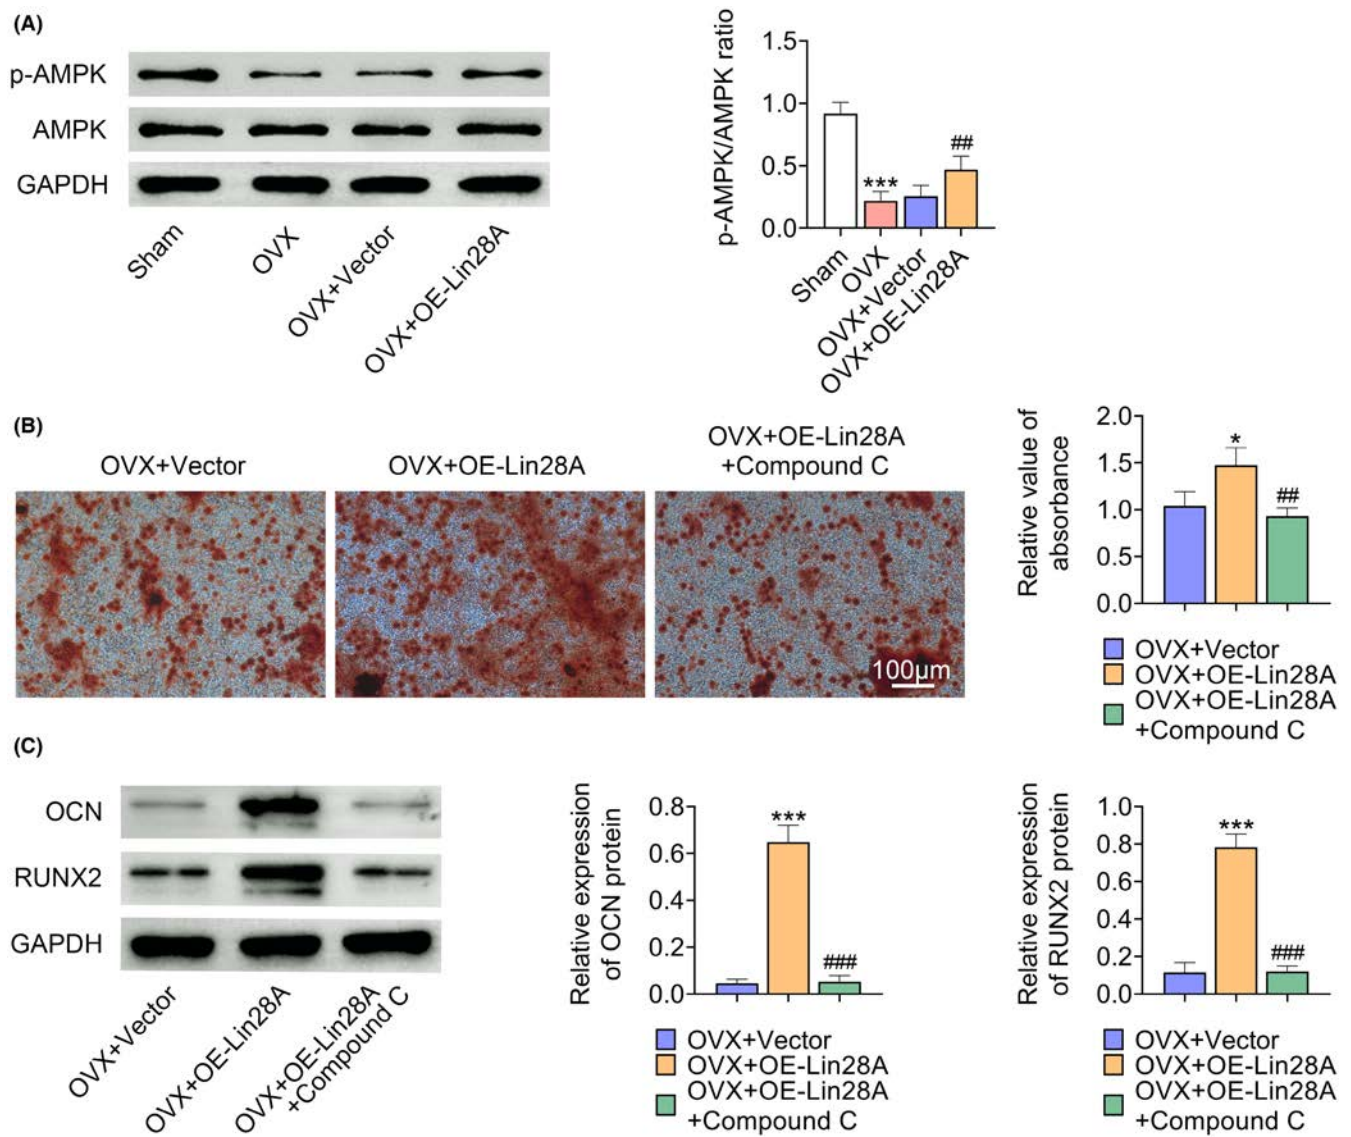 (A)
p-AMPK
AMPK
GAPDH
Sham
OVX
OVX+Vector
OVX+OE-Lin28A
p-AMPK/AMPK ratio
1.5
1.0
0.5
0.0
***
##
Sham
OVX
OVX+Vector
OVX+OE-Lin28A
(B)
OVX+Vector
OVX+OE-Lin28A
OVX+OE-Lin28A
+Compound C
100μm
Relative value of
absorbance
2.0
1.5
1.0
0.5
0.0
*
##
OVX+Vector
OVX+OE-Lin28A
OVX+OE-Lin28A
+Compound C
(C)
OCN
RUNX2
GAPDH
OVX+Vector
OVX+OE-Lin28A
OVX+OE-Lin28A
+Compound C
Relative expression
of OCN protein
0.8
0.6
0.4
0.2
0.0
***
###
OVX+Vector
OVX+OE-Lin28A
OVX+OE-Lin28A
+Compound C
Relative expression
of RUNX2 protein
1.0
0.8
0.6
0.4
0.2
0.0
***
###
OVX+Vector
OVX+OE-Lin28A
OVX+OE-Lin28A
+Compound C